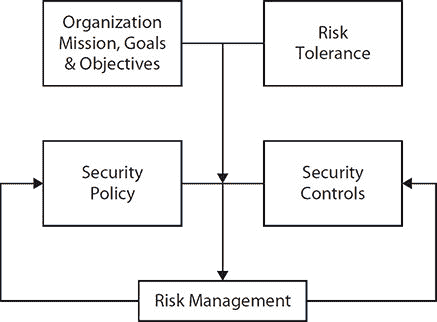 Organization
Mission, Goals
& Objectives
Risk
Tolerance
Security
Policy
Security
Controls
Risk Management